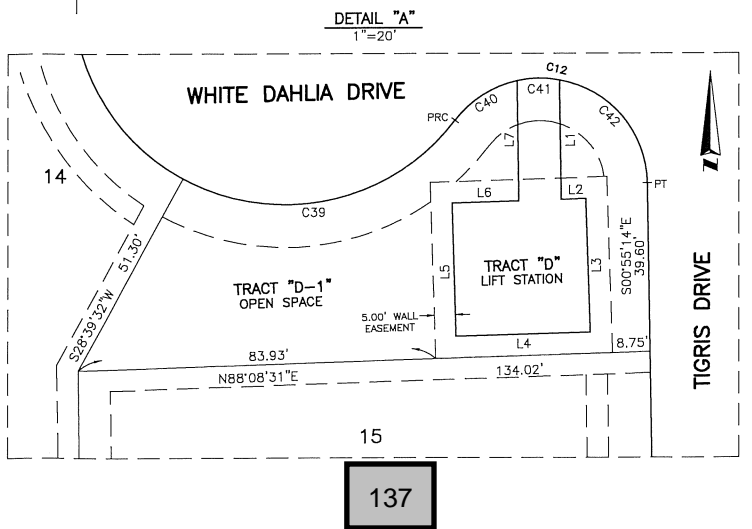 DETAIL "A"
1"=20'
WHITE DAHLIA DRIVE
C12
C40
C41
C42
PRC
L7
L1
14
C39
L6
L2
PT
S28°39'32"W 51.30'
TRACT "D-1"
OPEN SPACE
L5
TRACT "D"
LIFT STATION
L3
S00°55'14"E
39.60'
TIGRIS DRIVE
5.00' WALL
EASEMENT
L4
8.75'
83.93'
N88°08'31"E
134.02'
15
137